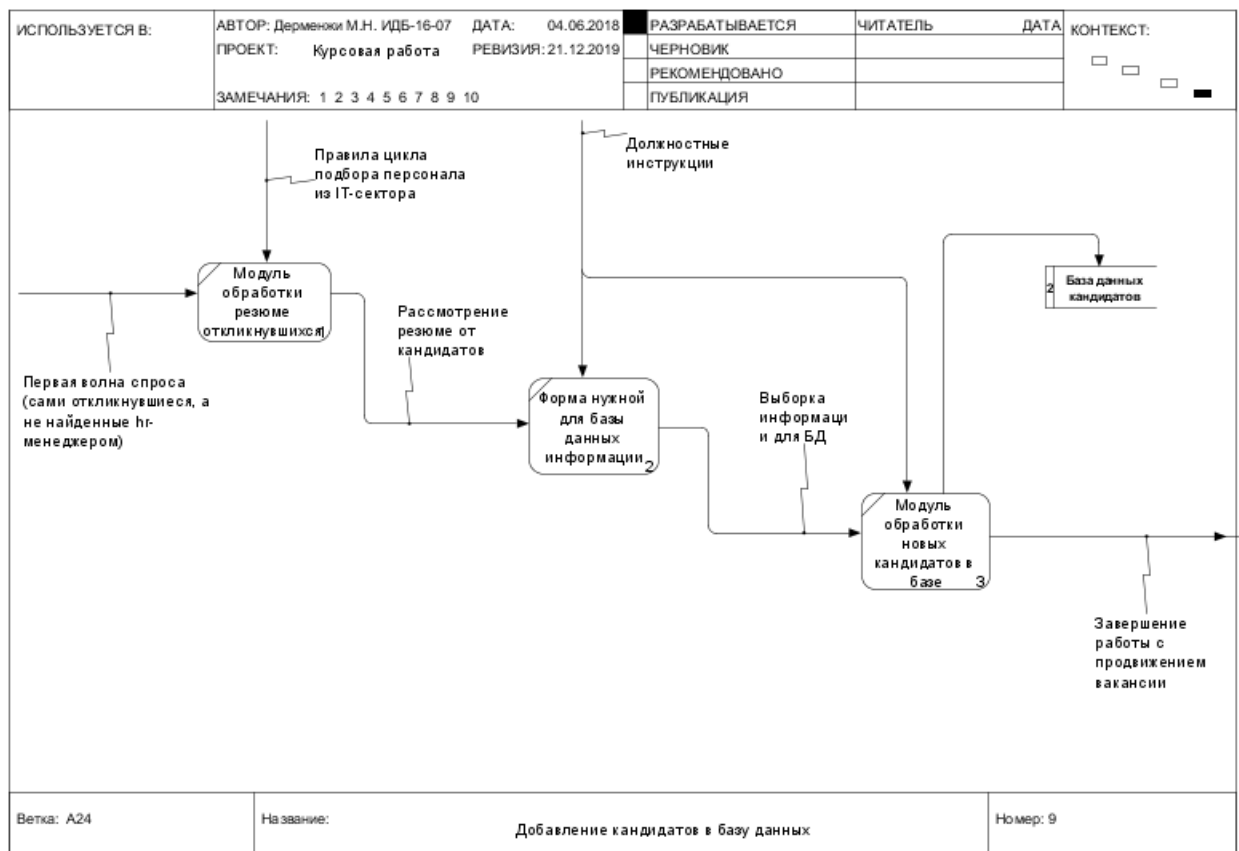 ИСПОЛЬЗУЕТСЯ В:
АВТОР: Дерменжи М.Н. ИДБ-16-07 ДАТА: 04.06.2018
ПРОЕКТ: Курсовая работа РЕВИЗИЯ: 21.12.2019
ЗАМЕЧАНИЯ: 1 2 3 4 5 6 7 8 9 10
РАЗРАБАТЫВАЕТСЯ
ЧЕРНОВИК
РЕКОМЕНДОВАНО
ПУБЛИКАЦИЯ
ЧИТАТЕЛЬ ДАТА
КОНТЕКСТ:
Правила цикла
подбора персонала
из IT-сектора
Должностные
инструкции
Модуль
обработки
резюме
откликнувшихся 1
База данных
2
кандидатов
Рассмотрение
резюме от
кандидатов
Первая волна спроса
(сами откликнувшиеся, а
не найденные hr-
менеджером)
Форма нужной
для базы
данных
информации 2
Выборка
информаци
и для БД
Модуль
обработки
новых
кандидатов в
базе 3
Завершение
работы с
продвижением
вакансии
Ветка: A24
Название:
Добавление кандидатов в базу данных
Номер: 9